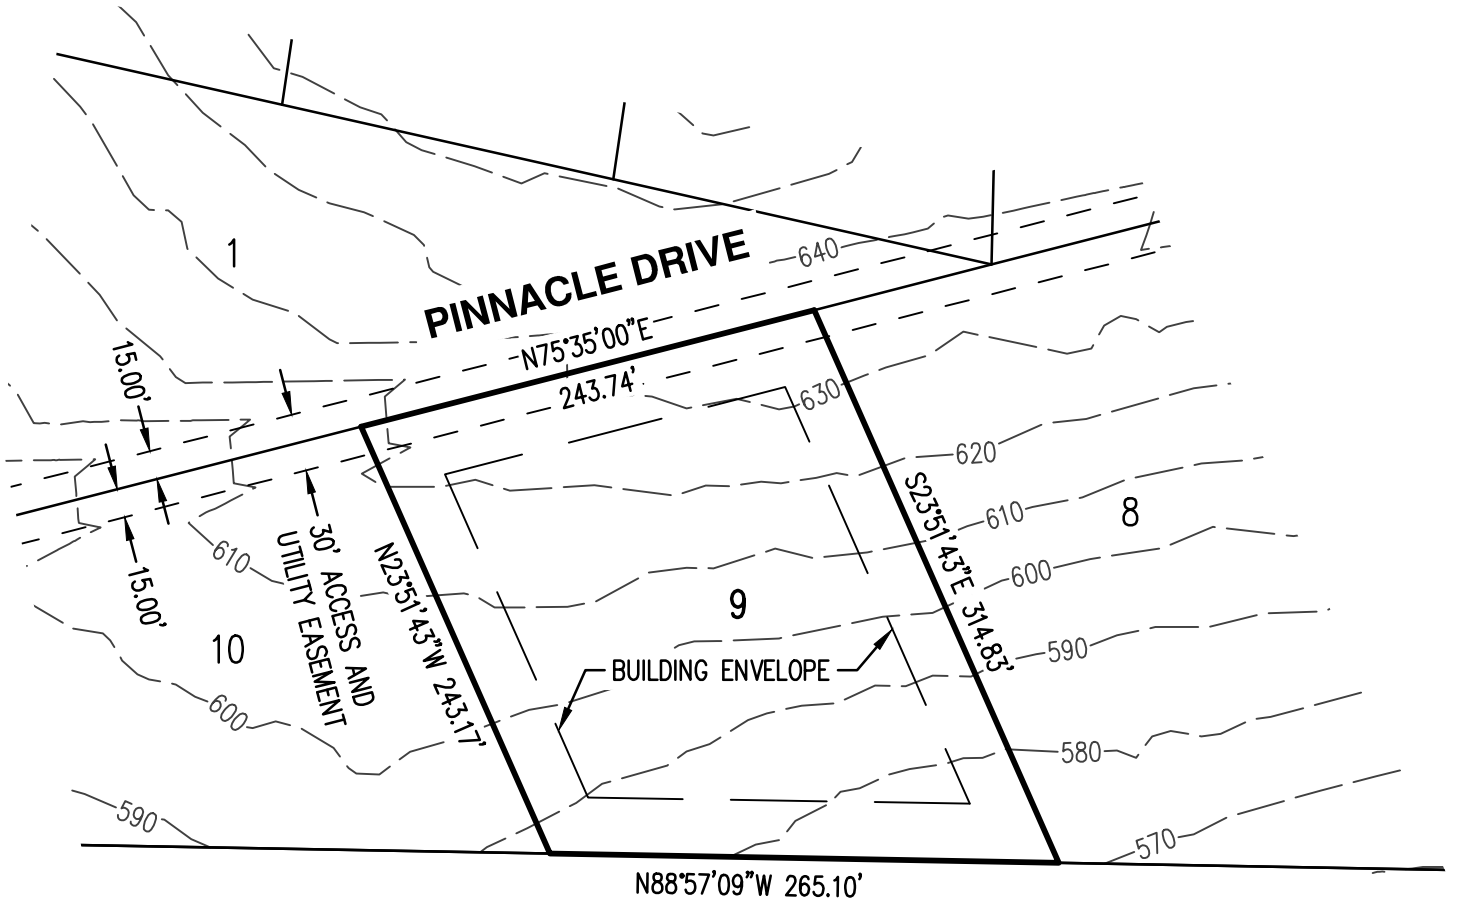 1
PINNACLE DRIVE
640
N75°35'00"E
243.74'
15.00'
630
620
610
8
S23°51'43"E 314.83'
600
590
580
570
610
15.00'
30' ACCESS AND
UTILITY EASEMENT
N23°51'43"W 243.17'
9
10
BUILDING ENVELOPE
600
590
N88°57'09"W 265.10'